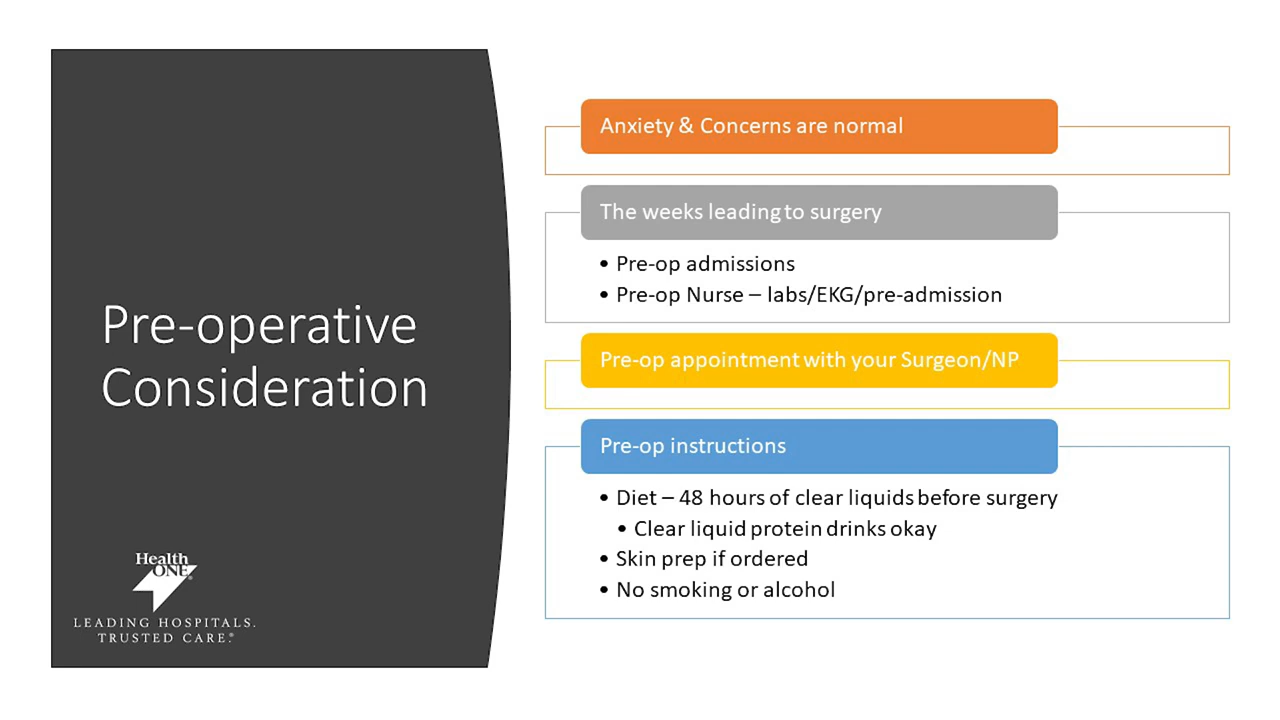 Pre-operative
Consideration
Health
ONE®
LEADING HOSPITALS.
TRUSTED CARE.®
Anxiety & Concerns are normal
The weeks leading to surgery
• Pre-op admissions
• Pre-op Nurse – labs/EKG/pre-admission
Pre-op appointment with your Surgeon/NP
Pre-op instructions
• Diet – 48 hours of clear liquids before surgery
• Clear liquid protein drinks okay
• Skin prep if ordered
• No smoking or alcohol